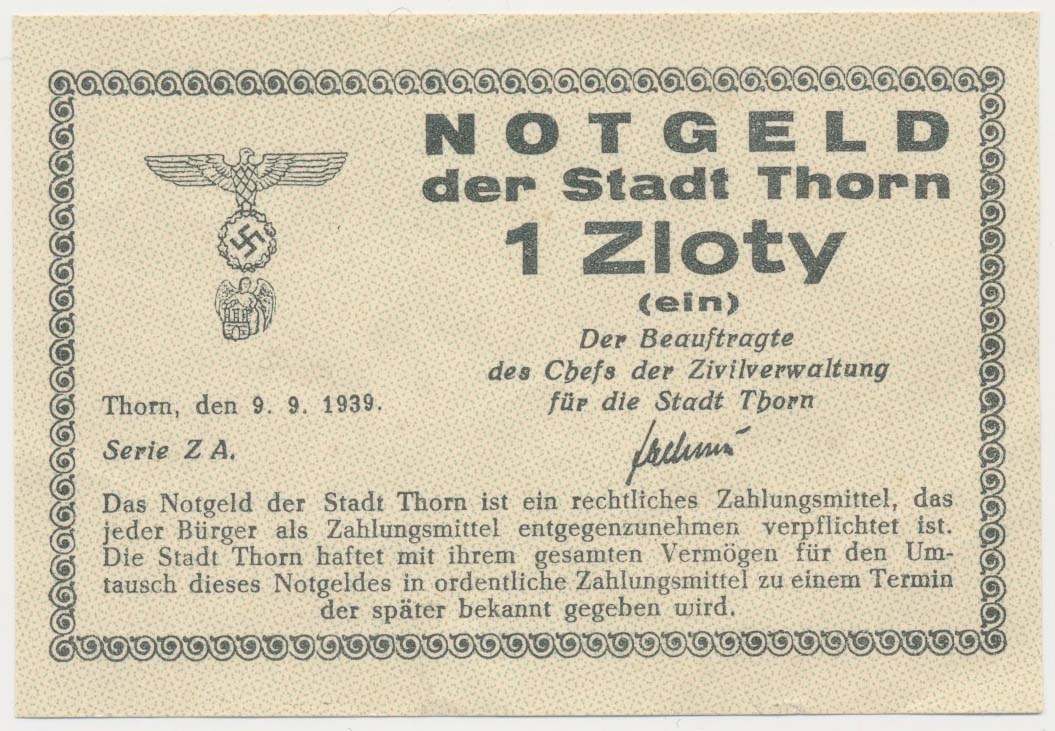 NOTGELD
der Stadt Thorn
1 Zloty
(ein)
Der Beauftragte
des Chefs der Zivilverwaltung
für die Stadt Thorn
Thorn, den 9. 9. 1939.
Serie Z A.
Das Notgeld der Stadt Thorn ist ein rechtliches Zahlungsmittel, das
jeder Bürger als Zahlungsmittel entgegenzunehmen verpflichtet ist.
Die Stadt Thorn haftet mit ihrem gesamten Vermögen für den Um-
tausch dieses Notgeldes in ordentliche Zahlungsmittel zu einem Termin
der später bekannt gegeben wird.